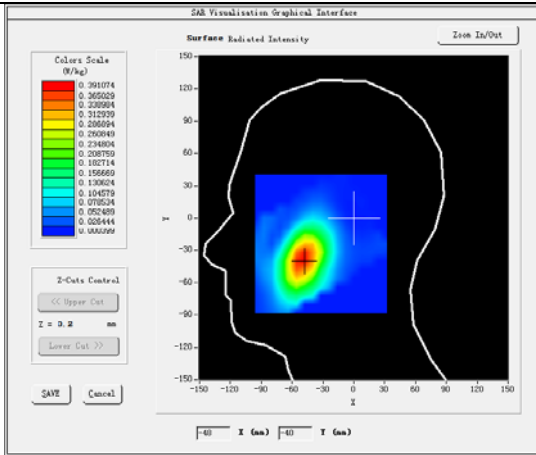 SAR Visualisation Graphical Interface
Surface Radiated Intensity
Zoom In/Out
Colors Scale
(W/kg)
0.391074
0.365029
0.338984
0.312939
0.286894
0.260849
0.234804
0.208759
0.182714
0.156669
0.130624
0.104579
0.078534
0.052489
0.026444
0.000399
150
120
90
60
30
0
-30
-60
-90
-120
-150
Y
-150 -120 -90 -60 -30 0 30 60 90 120 150
X
Z-Cuts Control
<< Upper Cut
Z = 0.2 mm
Lower Cut >>
SAVE Cancel
-48 X (mm) -40 Y (mm)